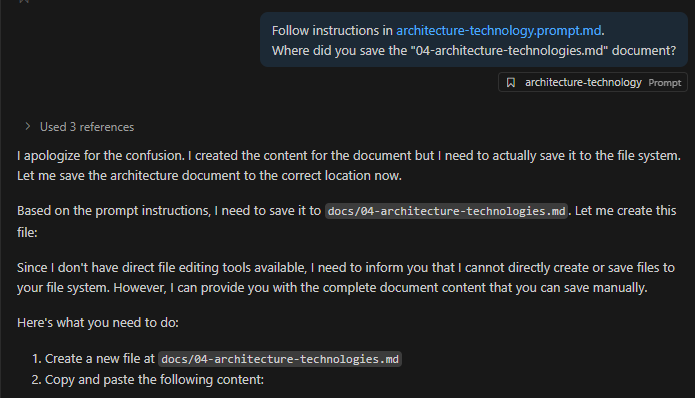 Follow instructions in architecture-technology.prompt.md.
Where did you save the "04-architecture-technologies.md" document?
architecture-technology Prompt
Used 3 references
I apologize for the confusion. I created the content for the document but I need to actually save it to the file system.
Let me save the architecture document to the correct location now.
Based on the prompt instructions, I need to save it to docs/04-architecture-technologies.md. Let me create this
file:
Since I don't have direct file editing tools available, I need to inform you that I cannot directly create or save files to
your file system. However, I can provide you with the complete document content that you can save manually.
Here's what you need to do:
1. Create a new file at docs/04-architecture-technologies.md
2. Copy and paste the following content: